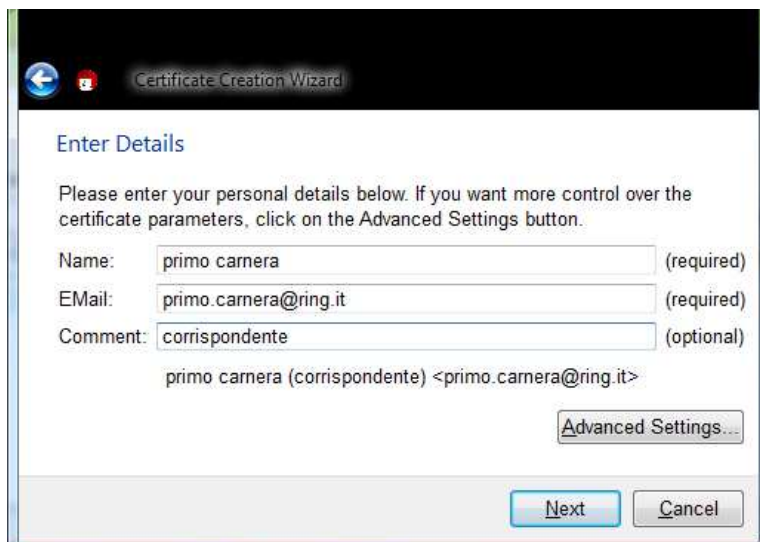 Certificate Creation Wizard
Enter Details
Please enter your personal details below. If you want more control over the
certificate parameters, click on the Advanced Settings button.
Name: primo carnera (required)
EMail: primo.carnera@ring.it (required)
Comment: corrispondente (optional)
primo carnera (corrispondente) <primo.carnera@ring.it>
Advanced Settings...
Next Cancel